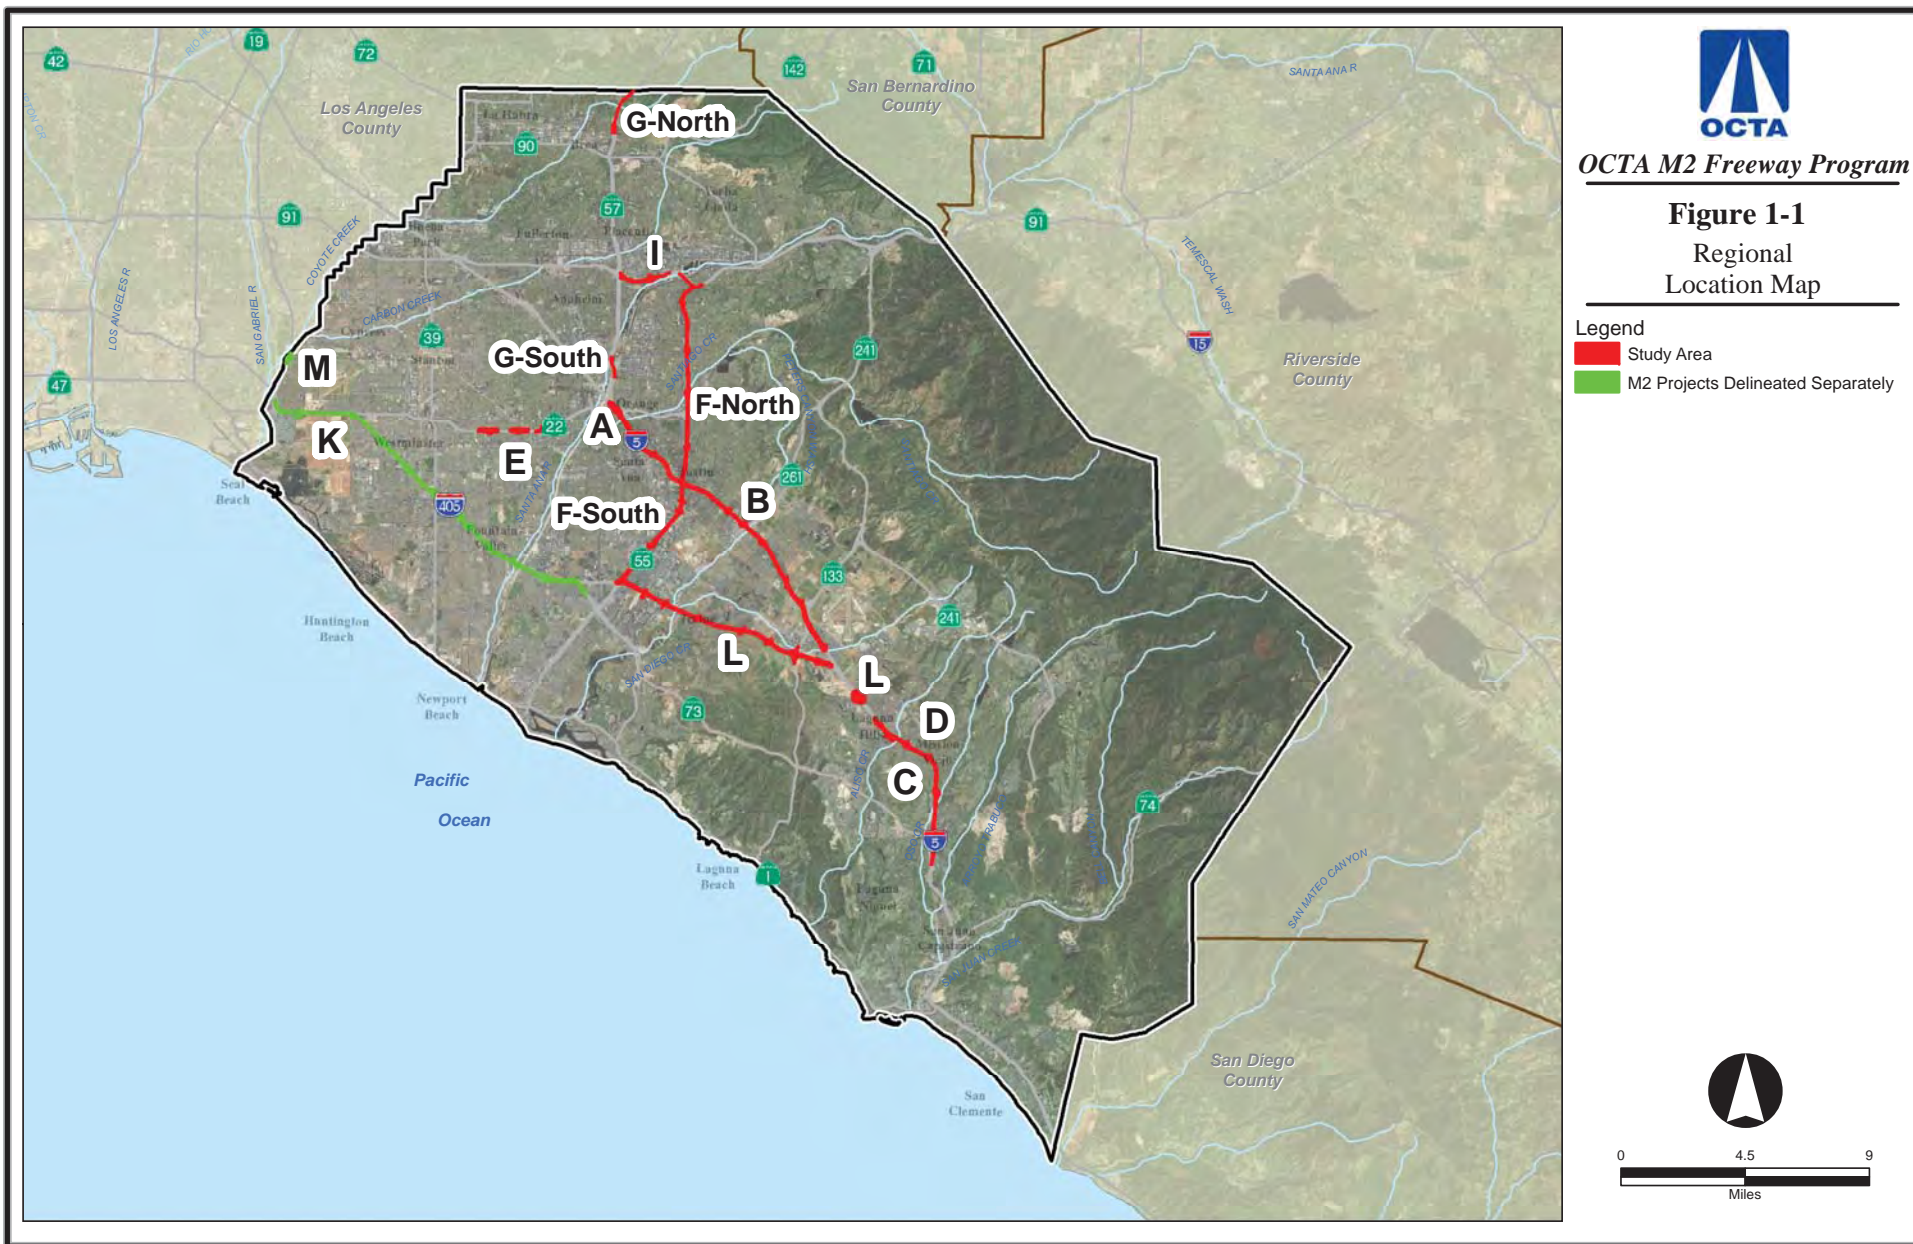 OCTA
OCTA M2 Freeway Program
Figure 1-1
Regional
Location Map
Legend
Study Area
M2 Projects Delineated Separately
0 4.5 9
Miles
42
19
72
142
71
SANTA ANA R
Los Angeles
County
San Bernardino
County
G-North
La Habra
90
Brea
91
57
Yorba
Linda
91
COYOTE CREEK
Buena
Park
Fullerton
I
TEMESCAL WASH
LOS ANGELES R
SAN GABRIEL R
CARBON CREEK
Anaheim
Cypress
39
Stanton
15
241
Riverside
County
M
G-South
47
F-North
Orange
K
Westminster
22
A
5
E
Santa
Ana
Tustin
261
Seal
Beach
405
SANTA ANA R
F-South
B
Fountain
Valley
55
133
Huntington
Beach
Irvine
241
L
SAN DIEGO CR
L
Newport
Beach
73
Laguna
Hills
D
Mission
Viejo
Pacific
Ocean
ALISO CR
C
74
5
Laguna
Beach
1
Laguna
Niguel
SAN MATEO CANYON
San Juan
Capistrano
SAN JUAN CREEK
San Diego
County
San
Clemente